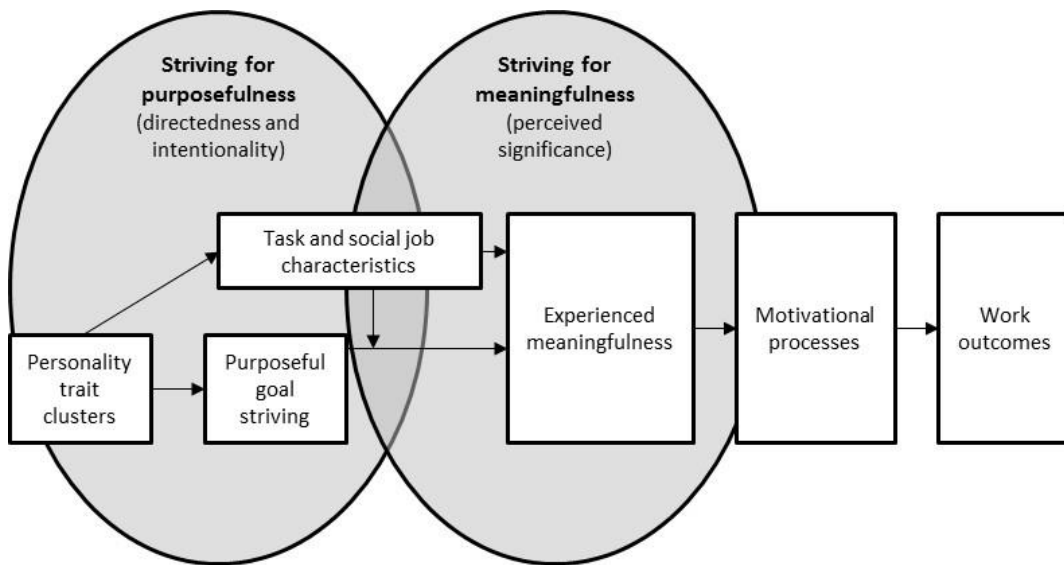 Striving for
purposefulness
(directedness and
intentionality)
Striving for
meaningfulness
(perceived
significance)
Task and social job
characteristics
Personality
trait
clusters
Purposeful
goal
striving
Experienced
meaningfulness
Motivational
processes
Work
outcomes